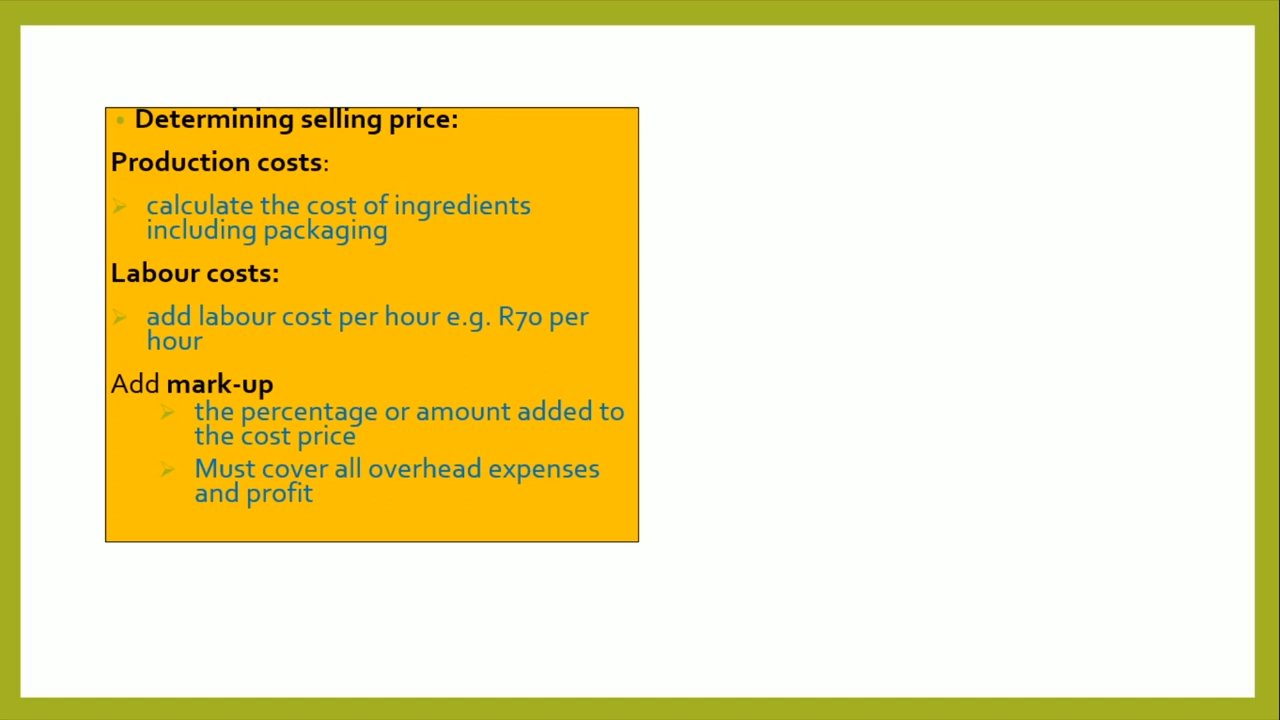 • Determining selling price:
Production costs:
➢ calculate the cost of ingredients
including packaging
Labour costs:
➢ add labour cost per hour e.g. R70 per
hour
Add mark-up
➢ the percentage or amount added to
the cost price
➢ Must cover all overhead expenses
and profit